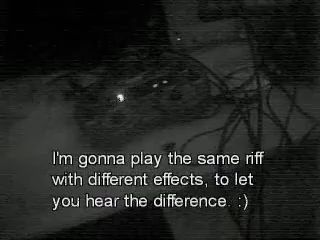 I'm gonna play the same riff
with different effects, to let
you hear the difference. :)